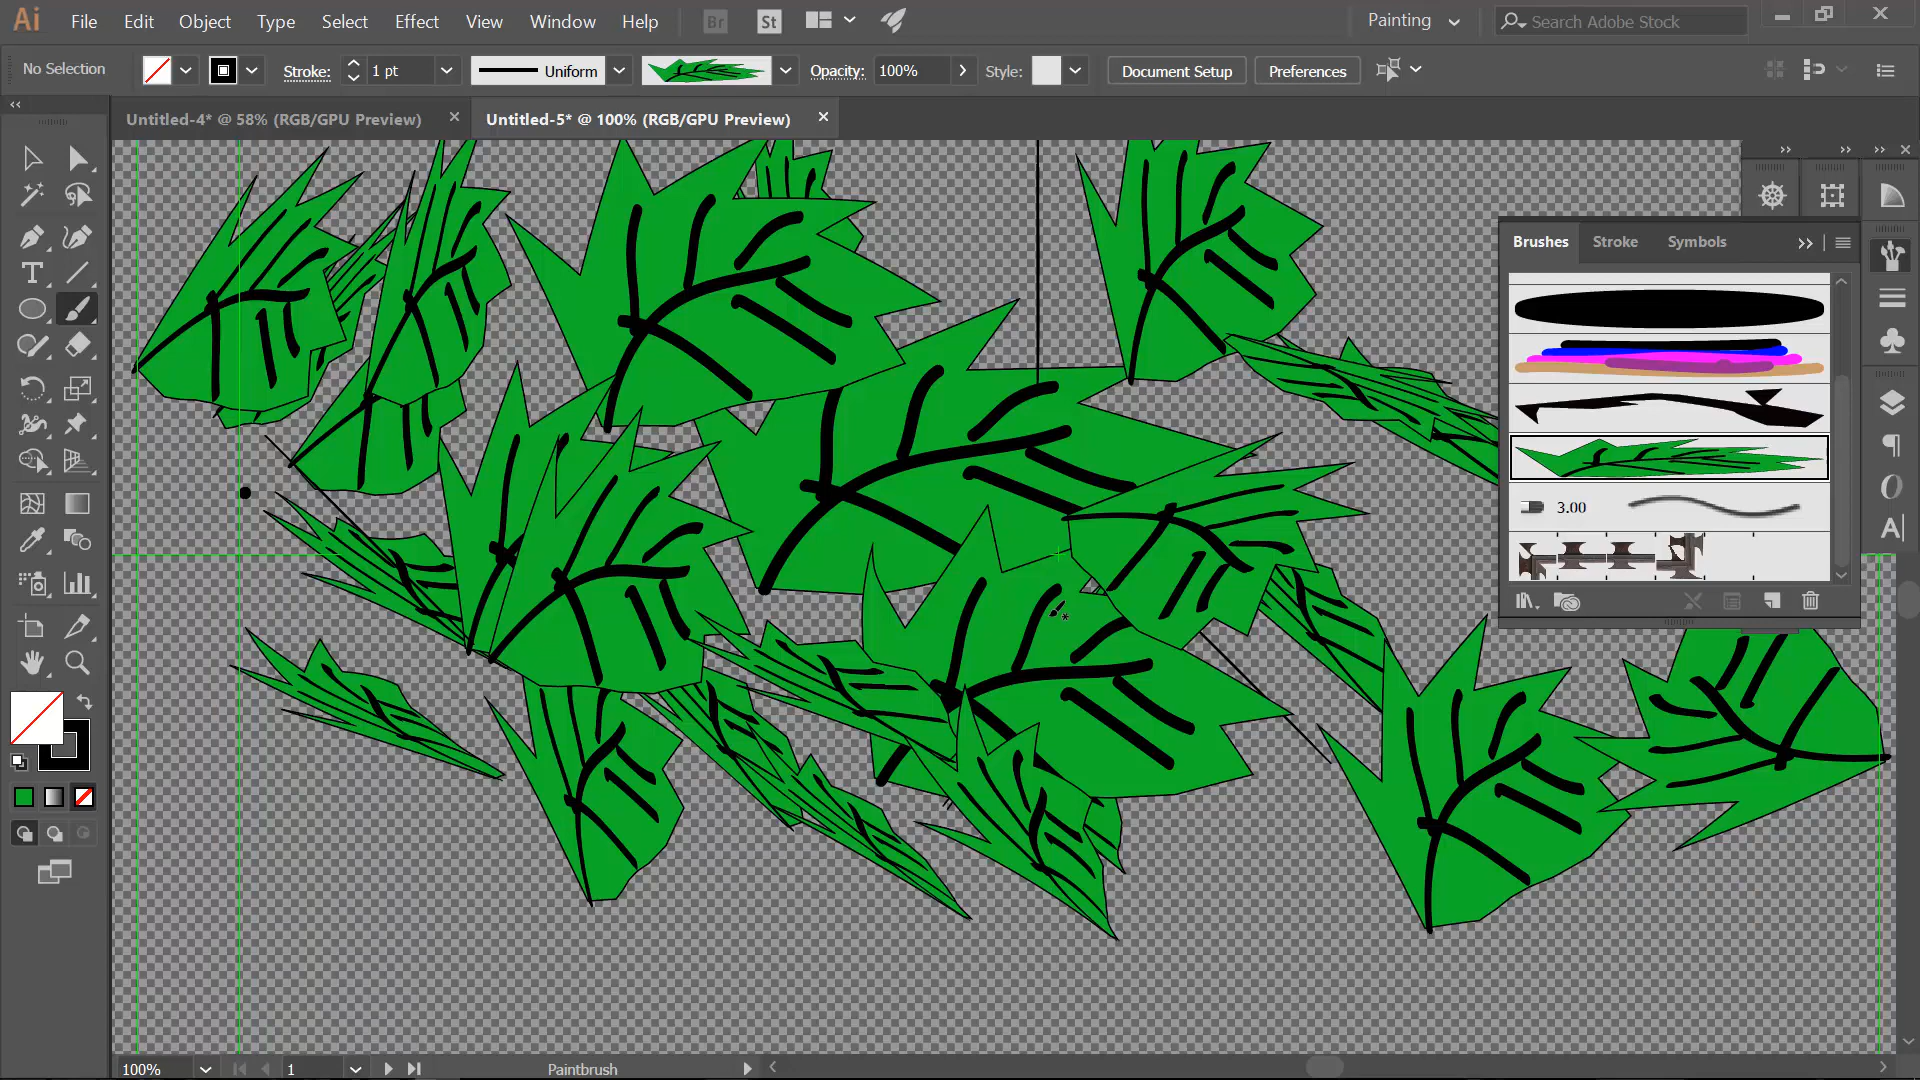 Ai File Edit Object Type Select Effect View Window Help Br St Painting Search Adobe Stock
No Selection Stroke: 1 pt Uniform Opacity: 100% Style: Document Setup Preferences
Untitled-4* @ 58% (RGB/GPU Preview) Untitled-5* @ 100% (RGB/GPU Preview)
Brushes Stroke Symbols
3.00
100% 1 Paintbrush